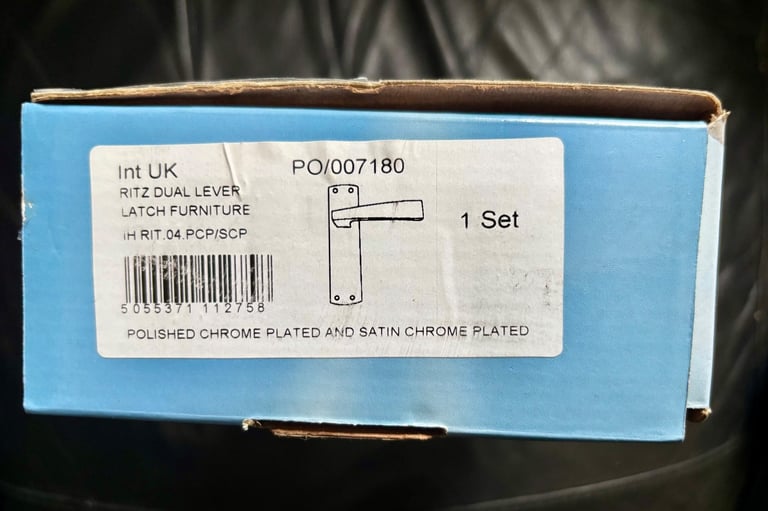 Int UK
PO/007180
RITZ DUAL LEVER
LATCH FURNITURE
IH RIT.04.PCP/SCP
1 Set
5055371 112758
POLISHED CHROME PLATED AND SATIN CHROME PLATED